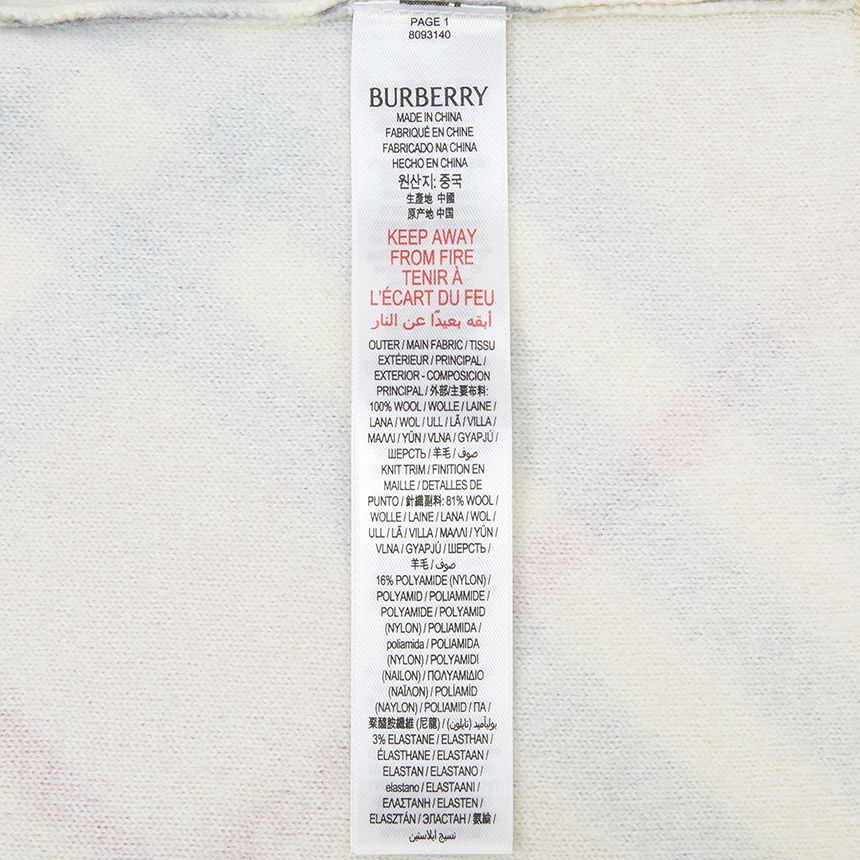 PAGE 1
8093140
BURBERRY
MADE IN CHINA
FABRIQUÉ EN CHINE
FABRICADO NA CHINA
HECHO EN CHINA
원산지: 중국
生產地 中國
原产地 中国
KEEP AWAY
FROM FIRE
TENIR À
L'ÉCART DU FEU
أبقه بعيدًا عن النار
OUTER / MAIN FABRIC / TISSU
EXTÉRIEUR / PRINCIPAL /
EXTERIOR - COMPOSICION
PRINCIPAL / 外部/主要布料:
100% WOOL / WOLLE / LAINE /
LANA / WOL / ULL / LÃ / VILLA /
ΜΑΛΛΙ / YÜN / VLNA / GYAPJÚ /
ШЕРСТЬ / 羊毛 / صوف
KNIT TRIM / FINITION EN
MAILLE / DETALLES DE
PUNTO / 針織副料: 81% WOOL /
WOLLE / LAINE / LANA / WOL /
ULL / LÃ / VILLA / ΜΑΛΛΙ / YÜN /
VLNA / GYAPJÚ / ШЕРСТЬ /
羊毛 / صوف
16% POLYAMIDE (NYLON) /
POLYAMID / POLIAMMIDE /
POLYAMIDE / POLYAMID
(NYLON) / POLIAMIDA /
poliamida / POLIAMIDA
(NYLON) / POLYAMIDI
(NAILON) / ΠΟΛΥΑΜΙΔΙΟ
(ΝΑΪΛΟΝ) / POLÍAMÍD
(NAYLON) / POLIAMID / ПА /
聚醯胺纖維 (尼龍) / بولياميد (نايلون) /
3% ELASTANE / ELASTHAN /
ÉLASTHANE / ELASTAAN /
ELASTAN / ELASTANO /
elastano / ELASTAANI /
ΕΛΑΣΤΑΝΗ / ELASTEN /
ELASZTÁN / ЭЛАСТАН / 氨綸 /
نسيج ايلاستين